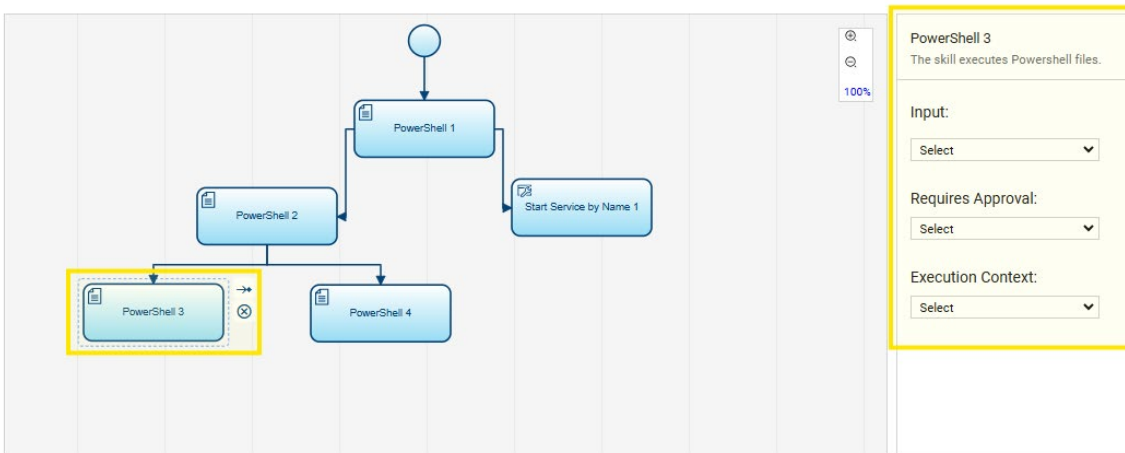 100%
PowerShell 1
PowerShell 2
Start Service by Name 1
PowerShell 3
PowerShell 4
PowerShell 3
The skill executes Powershell files.
Input:
Select
Requires Approval:
Select
Execution Context:
Select